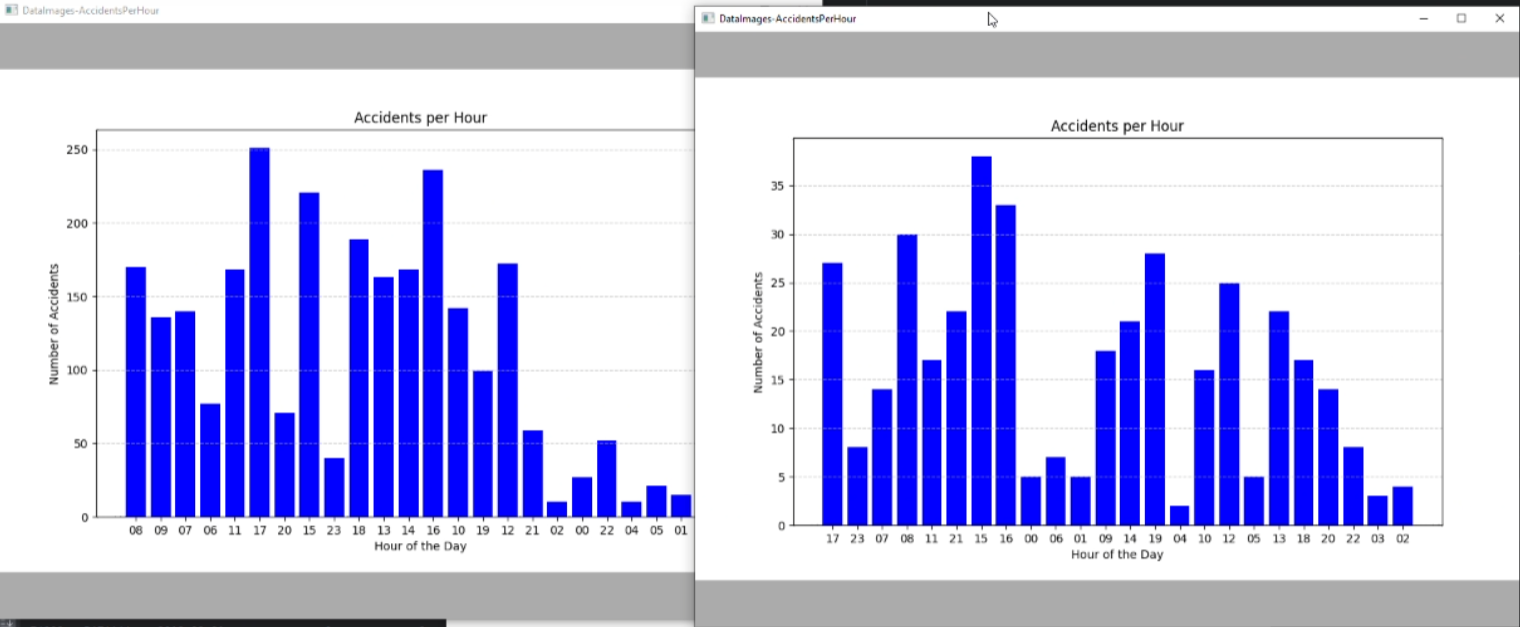 DataImages-AccidentsPerHour
Accidents per Hour
250
200
150
100
50
0
Number of Accidents
08 09 07 06 11 17 20 15 23 18 13 14 16 10 19 12 21 02 00 22 04 05 01
Hour of the Day
DataImages-AccidentsPerHour
Accidents per Hour
35
30
25
20
15
10
5
0
Number of Accidents
17 23 07 08 11 21 15 16 00 06 01 09 14 19 04 10 12 05 13 18 20 22 03 02
Hour of the Day